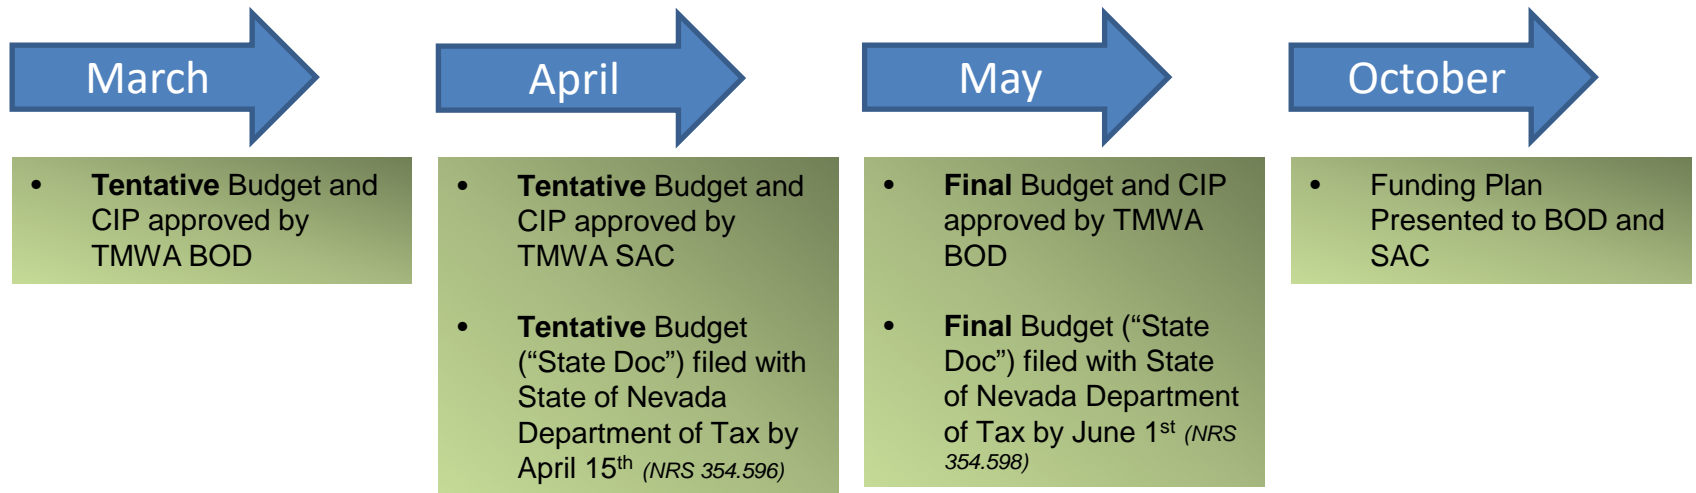 March
• Tentative Budget and
CIP approved by
TMWA BOD
April
• Tentative Budget and
CIP approved by
TMWA SAC
• Tentative Budget
(“State Doc”) filed with
State of Nevada
Department of Tax by
April 15th (NRS 354.596)
May
• Final Budget and CIP
approved by TMWA
BOD
• Final Budget (“State
Doc”) filed with State
of Nevada Department
of Tax by June 1st (NRS
354.598)
October
• Funding Plan
Presented to BOD and
SAC